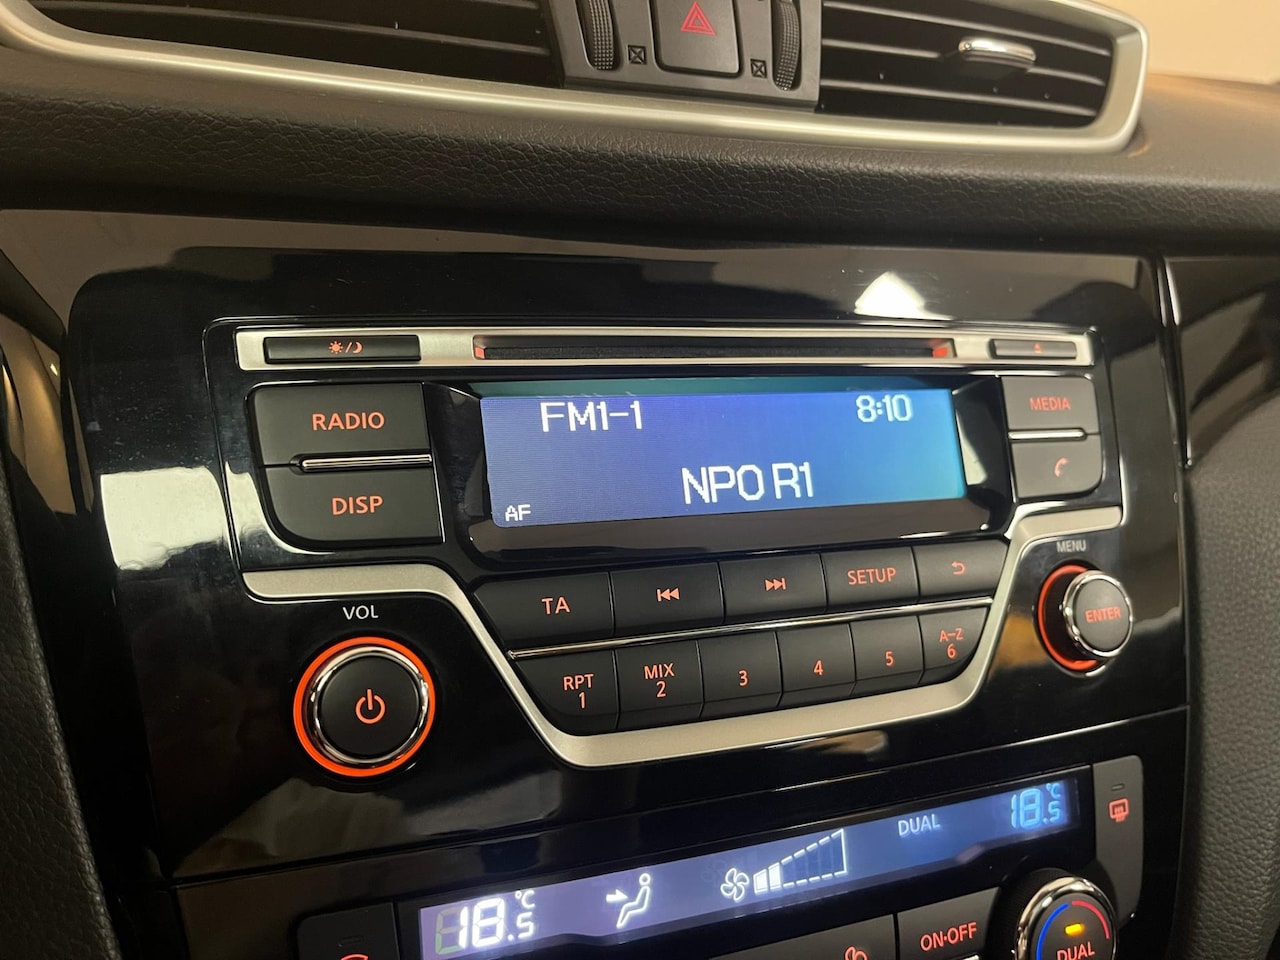 RADIO
DISP
FM1-1 8:10
NPO R1
AF
MEDIA
MENU
ENTER
VOL
TA
SETUP
RPT
1
MIX
2
3
4
5
A-Z
6
18.5 °C
DUAL
18.5 °C
ON·OFF
DUAL